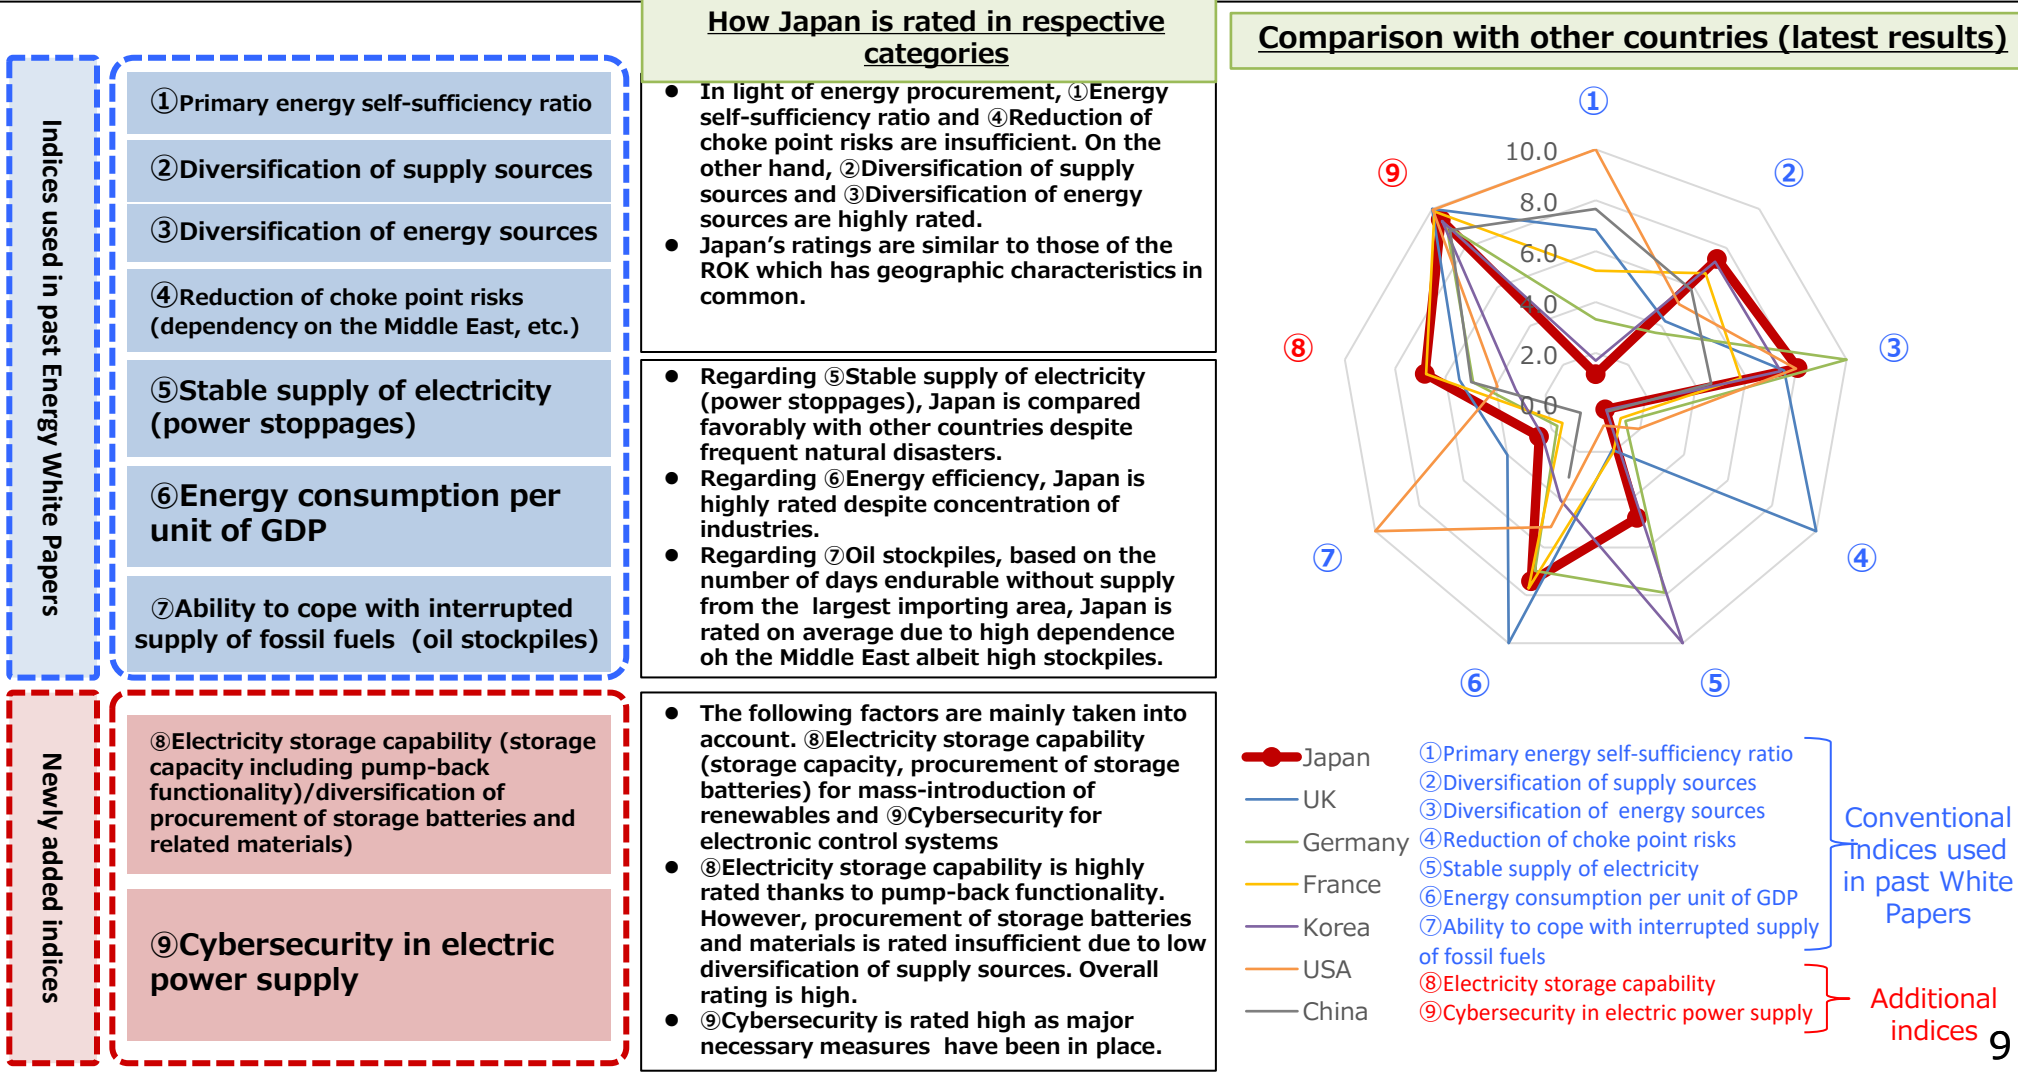 How Japan is rated in respective
categories
Comparison with other countries (latest results)
Indices used in past Energy White Papers
①Primary energy self-sufficiency ratio
②Diversification of supply sources
③Diversification of energy sources
④Reduction of choke point risks
(dependency on the Middle East, etc.)
⑤Stable supply of electricity
(power stoppages)
⑥Energy consumption per
unit of GDP
⑦Ability to cope with interrupted
supply of fossil fuels (oil stockpiles)
Newly added indices
⑧Electricity storage capability (storage
capacity including pump-back
functionality)/diversification of
procurement of storage batteries and
related materials)
⑨Cybersecurity in electric
power supply
● In light of energy procurement, ①Energy
self-sufficiency ratio and ④Reduction of
choke point risks are insufficient. On the
other hand, ②Diversification of supply
sources and ③Diversification of energy
sources are highly rated.
● Japan's ratings are similar to those of the
ROK which has geographic characteristics in
common.
● Regarding ⑤Stable supply of electricity
(power stoppages), Japan is compared
favorably with other countries despite
frequent natural disasters.
● Regarding ⑥Energy efficiency, Japan is
highly rated despite concentration of
industries.
● Regarding ⑦Oil stockpiles, based on the
number of days endurable without supply
from the largest importing area, Japan is
rated on average due to high dependence
oh the Middle East albeit high stockpiles.
● The following factors are mainly taken into
account. ⑧Electricity storage capability
(storage capacity, procurement of storage
batteries) for mass-introduction of
renewables and ⑨Cybersecurity for
electronic control systems
● ⑧Electricity storage capability is highly
rated thanks to pump-back functionality.
However, procurement of storage batteries
and materials is rated insufficient due to low
diversification of supply sources. Overall
rating is high.
● ⑨Cybersecurity is rated high as major
necessary measures have been in place.
①
②
③
④
⑤
⑥
⑦
⑧
⑨
10.0
8.0
6.0
4.0
2.0
0.0
Japan
UK
Germany
France
Korea
USA
China
①Primary energy self-sufficiency ratio
②Diversification of supply sources
③Diversification of energy sources
④Reduction of choke point risks
⑤Stable supply of electricity
⑥Energy consumption per unit of GDP
⑦Ability to cope with interrupted supply
of fossil fuels
⑧Electricity storage capability
⑨Cybersecurity in electric power supply
Conventional
indices used
in past White
Papers
Additional
indices
9